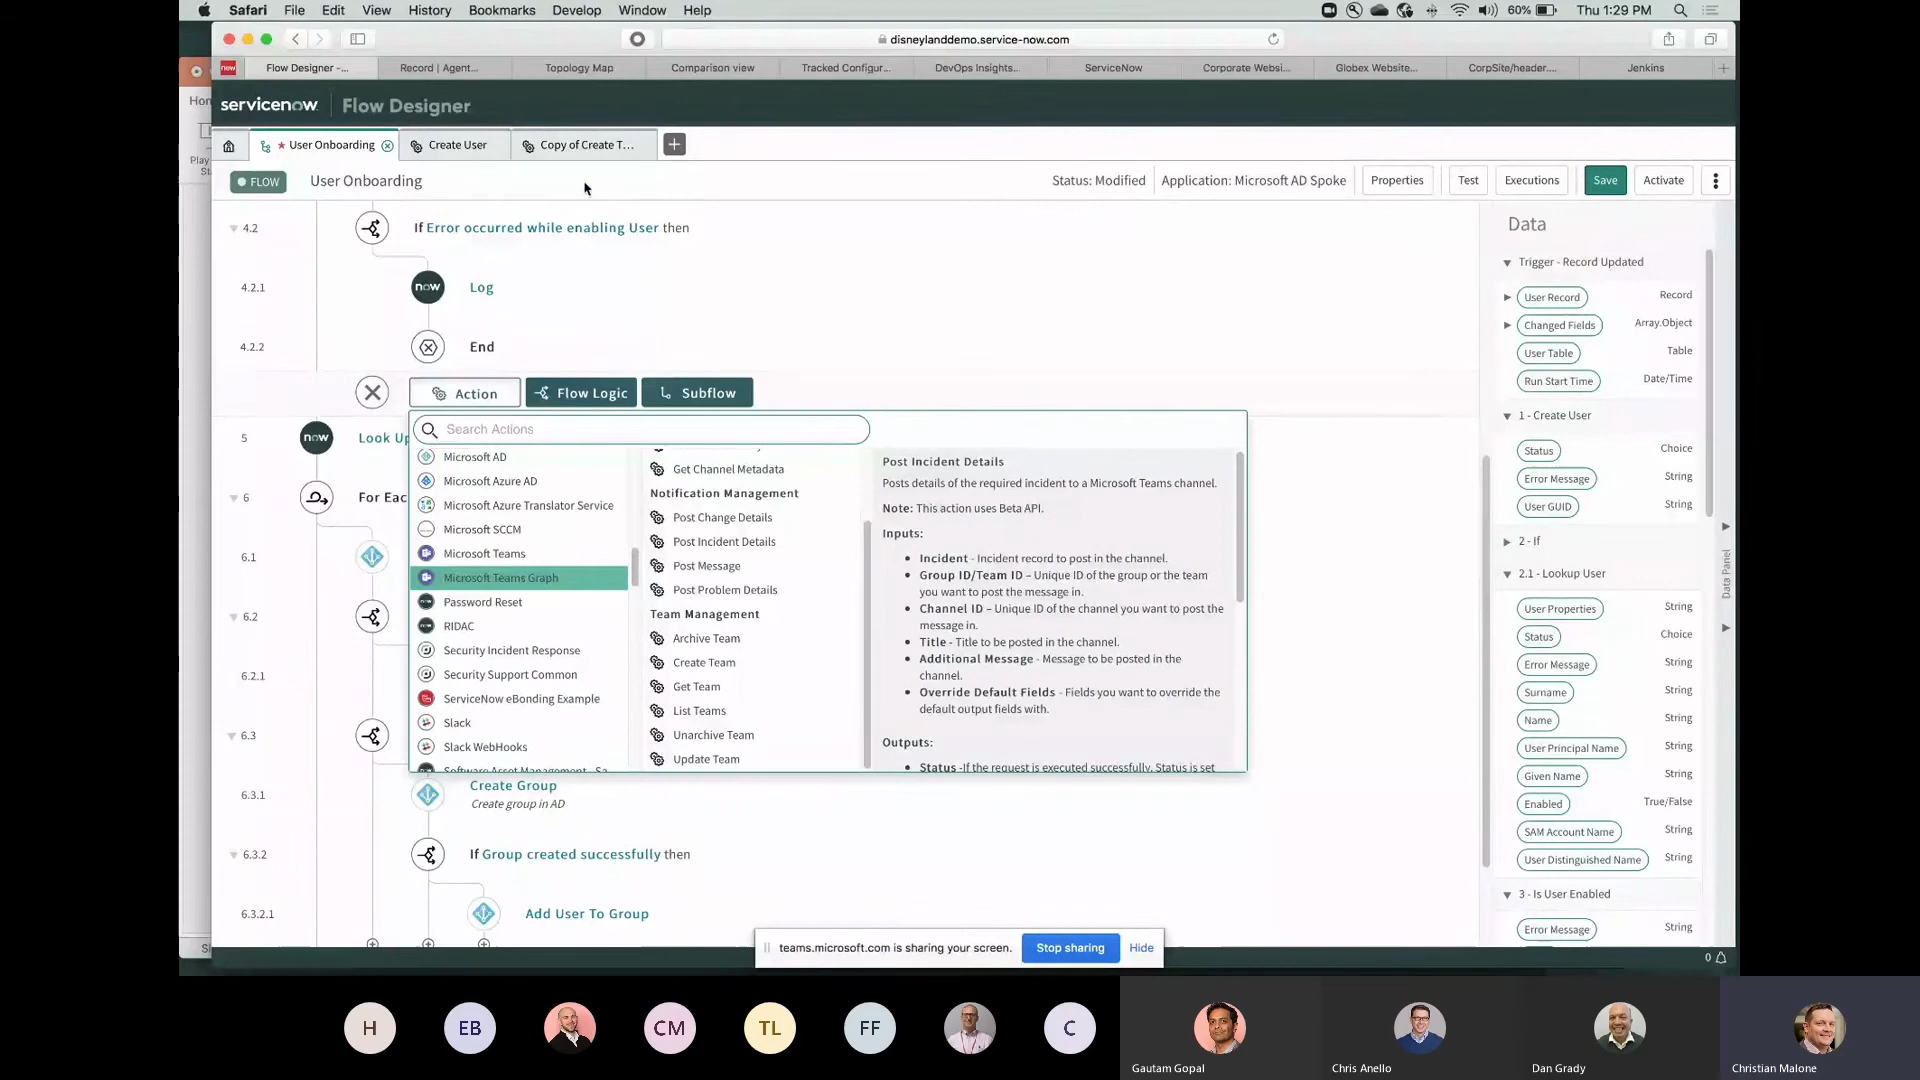 Safari File Edit View History Bookmarks Develop Window Help 60% Thu 1:29 PM
disneylanddemo.service-now.com
now Flow Designer -... Record | Agent... Topology Map Comparison view Tracked Configur... DevOps Insights... ServiceNow Corporate Websi... Globex Website... CorpSite/header.... Jenkins
servicenow Flow Designer
User Onboarding Create User Copy of Create T...
FLOW User Onboarding Status: Modified Application: Microsoft AD Spoke Properties Test Executions Save Activate
4.2 If Error occurred while enabling User then
4.2.1 now Log
4.2.2 End
Action Flow Logic Subflow
Search Actions
5 now
6 For Eac
6.1
6.2
6.2.1
6.3
Microsoft AD
Microsoft Azure AD
Microsoft Azure Translator Service
Microsoft SCCM
Microsoft Teams
Microsoft Teams Graph
Password Reset
RIDAC
Security Incident Response
Security Support Common
ServiceNow eBonding Example
Slack
Slack WebHooks
Get Channel Metadata
Notification Management
Post Change Details
Post Incident Details
Post Message
Post Problem Details
Team Management
Archive Team
Create Team
Get Team
List Teams
Unarchive Team
Update Team
Post Incident Details
Posts details of the required incident to a Microsoft Teams channel.
Note: This action uses Beta API.
Inputs:
Incident - Incident record to post in the channel.
Group ID/Team ID – Unique ID of the group or the team
you want to post the message in.
Channel ID – Unique ID of the channel you want to post the
message in.
Title - Title to be posted in the channel.
Additional Message - Message to be posted in the
channel.
Override Default Fields - Fields you want to override the
default output fields with.
Outputs:
Status -If the request is executed successfully, Status is set
6.3.1 Create Group
Create group in AD
6.3.2 If Group created successfully then
6.3.2.1 Add User To Group
Data
Trigger - Record Updated
User Record Record
Changed Fields Array.Object
User Table Table
Run Start Time Date/Time
1 - Create User
Status Choice
Error Message String
User GUID String
2 - If
2.1 - Lookup User
User Properties String
Status Choice
Error Message String
Surname String
Name String
User Principal Name String
Given Name String
Enabled True/False
SAM Account Name String
User Distinguished Name String
3 - Is User Enabled
Error Message String
Data Panel
teams.microsoft.com is sharing your screen. Stop sharing Hide
0
H EB CM TL FF C
Gautam Gopal Chris Anello Dan Grady Christian Malone